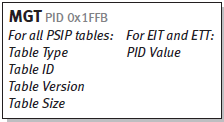 MGT PID 0x1FFB
For all PSIP tables: For EIT and ETT:
Table Type PID Value
Table ID
Table Version
Table Size